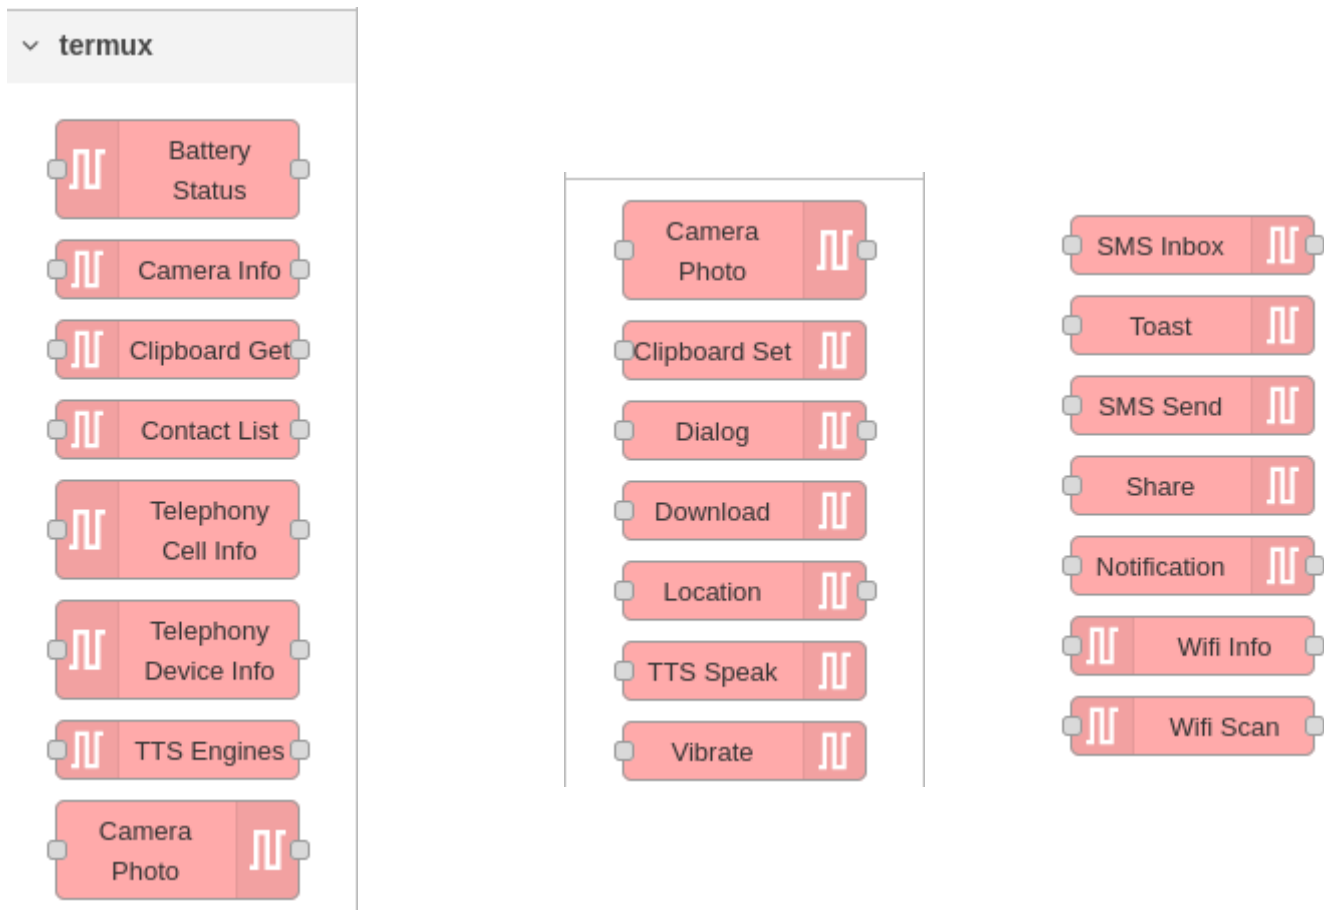 termux
Battery
Status
Camera Info
Clipboard Get
Contact List
Telephony
Cell Info
Telephony
Device Info
TTS Engines
Camera
Photo
Camera
Photo
Clipboard Set
Dialog
Download
Location
TTS Speak
Vibrate
SMS Inbox
Toast
SMS Send
Share
Notification
Wifi Info
Wifi Scan